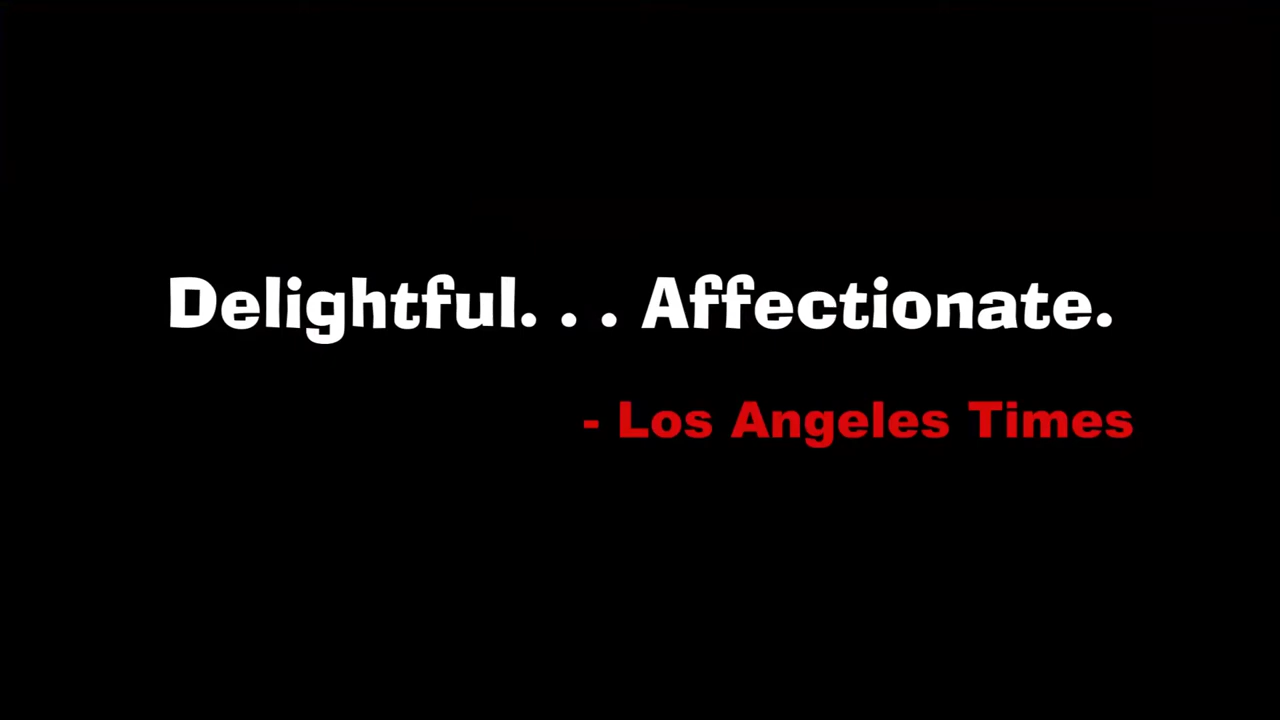 Delightful. . . Affectionate.
- Los Angeles Times